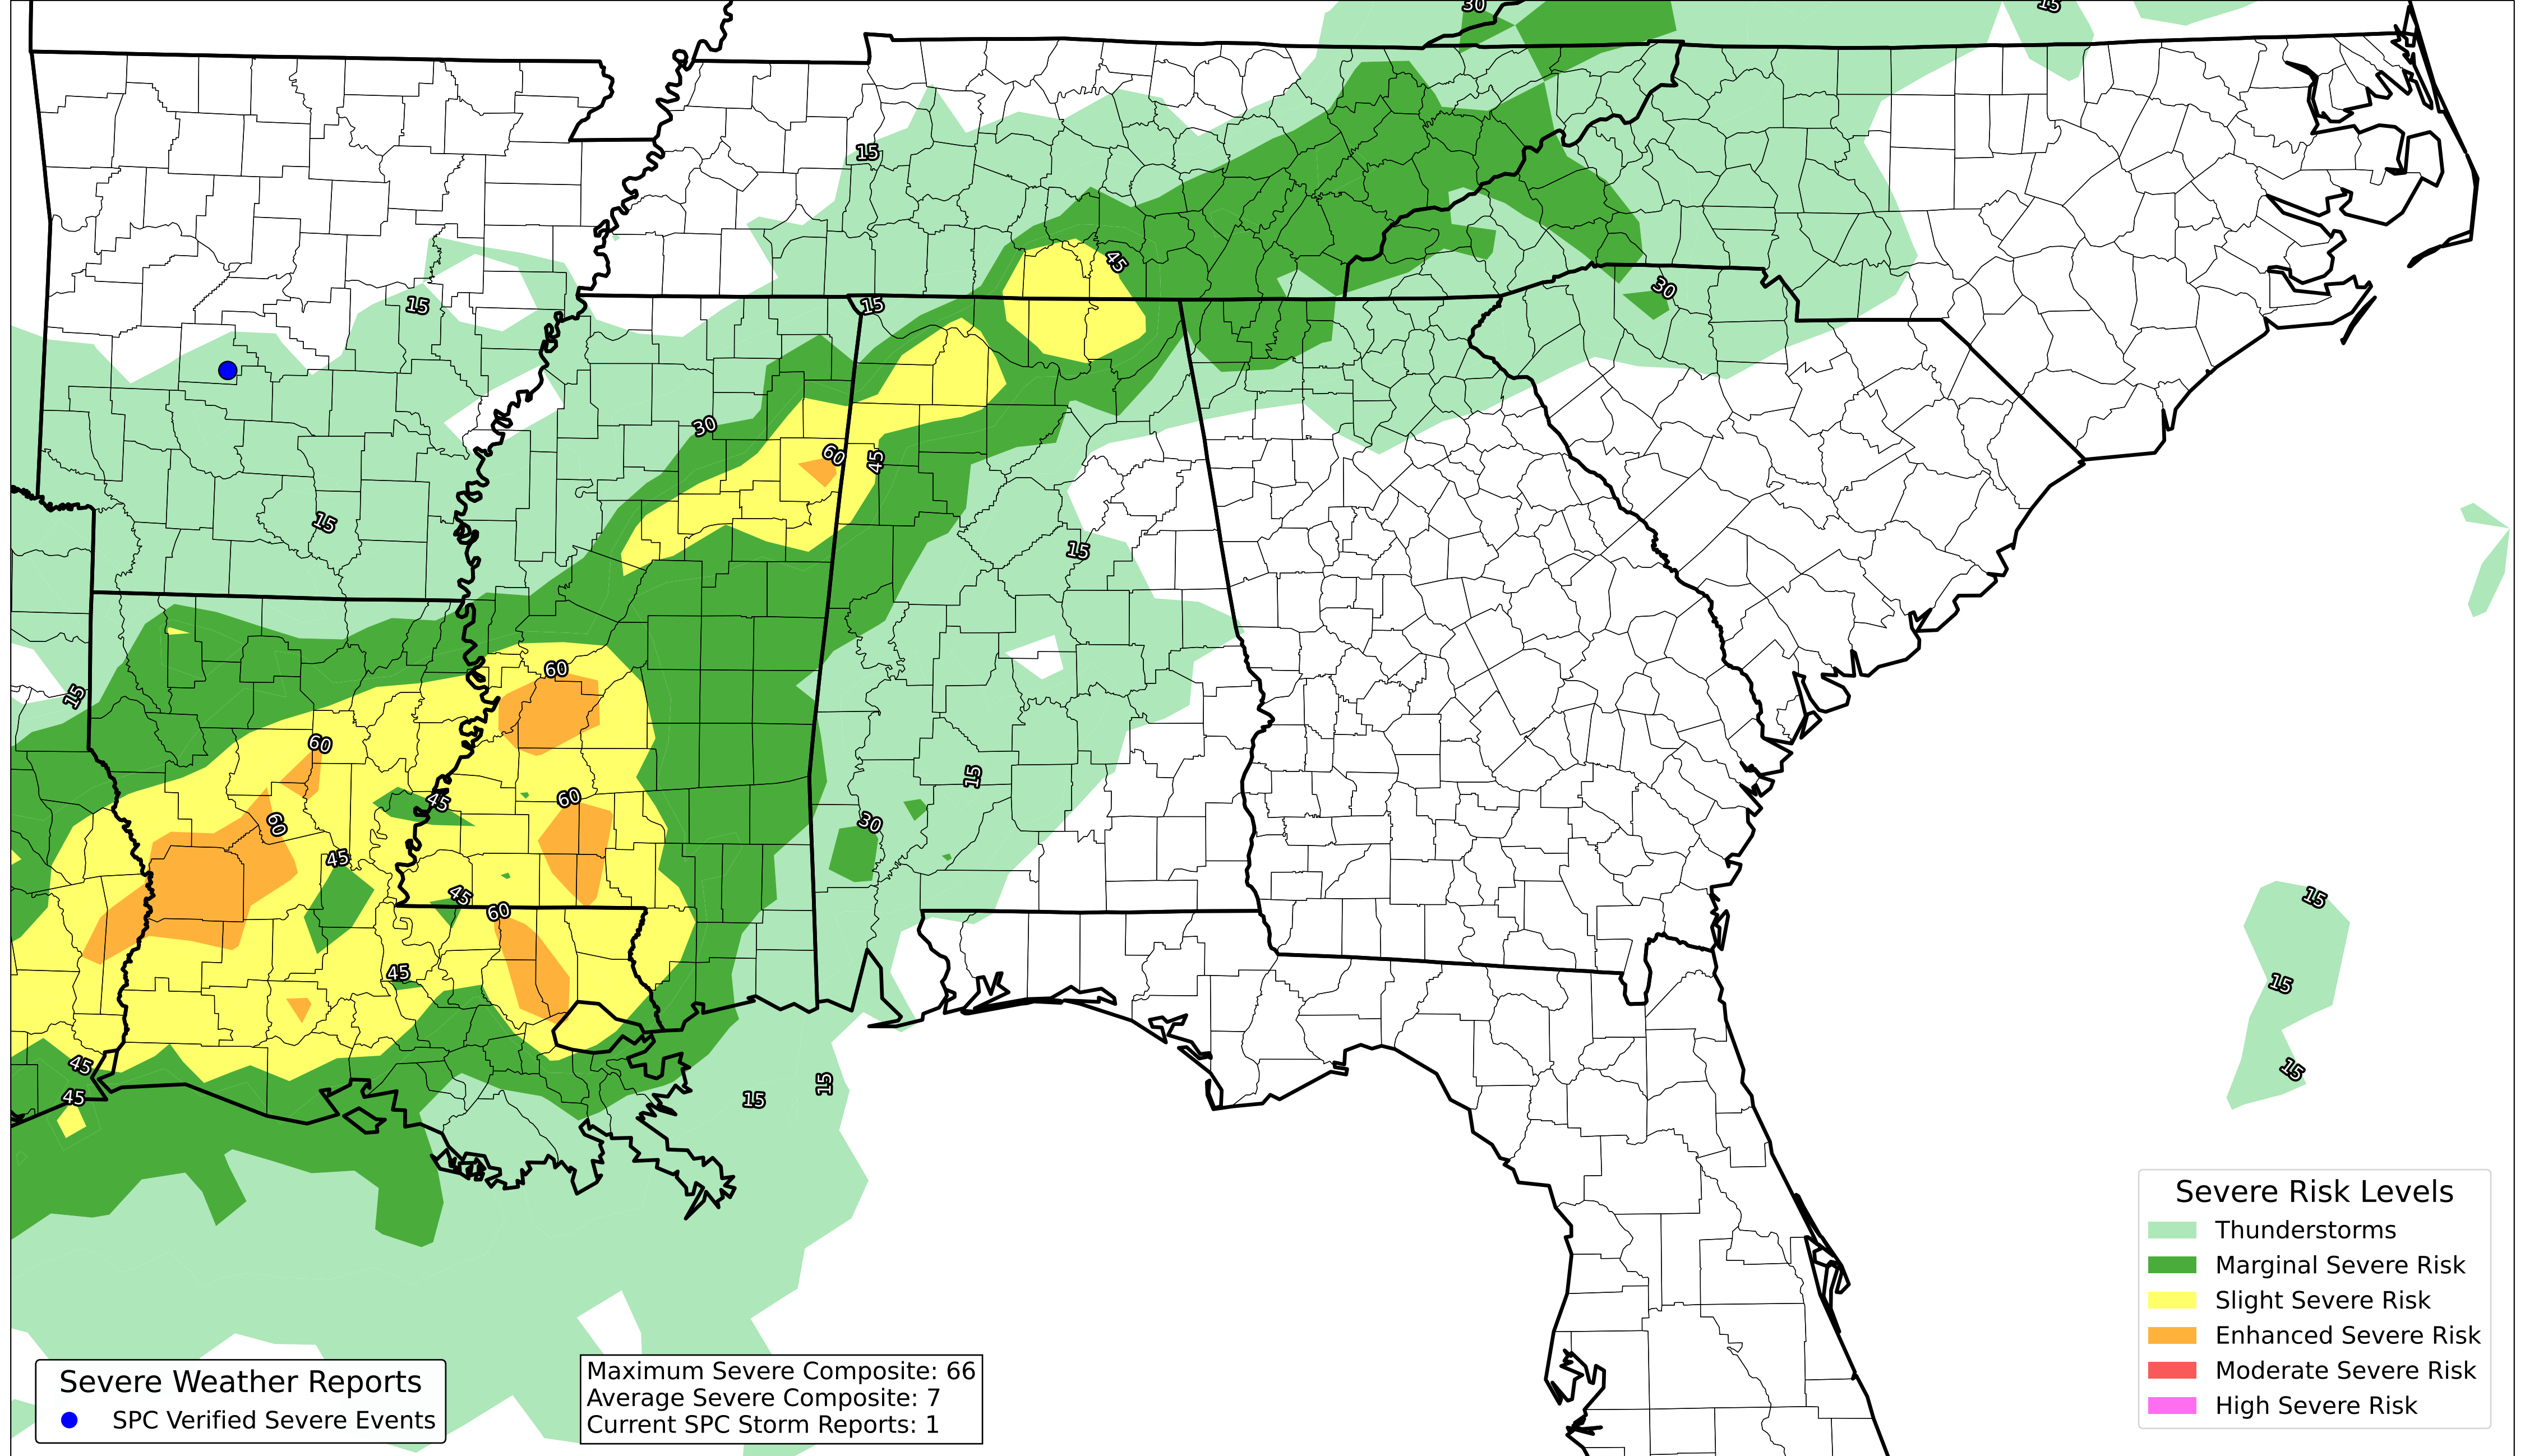 30
15
15
45
15
15
30
30
60
45
15
15
60
15
60
15
45
60
60
30
45
45
60
15
45
15
45
15
45
15
15
15
Severe Risk Levels
Thunderstorms
Marginal Severe Risk
Slight Severe Risk
Enhanced Severe Risk
Moderate Severe Risk
High Severe Risk
Severe Weather Reports
SPC Verified Severe Events
Maximum Severe Composite: 66
Average Severe Composite: 7
Current SPC Storm Reports: 1